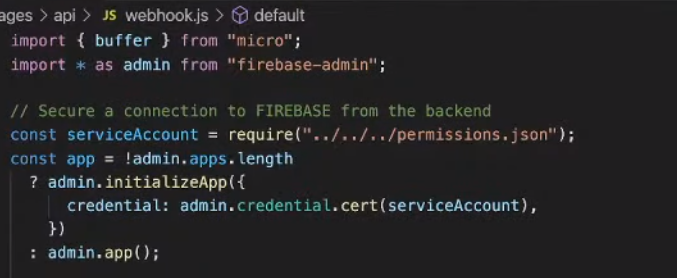 ages > api > JS webhook.js > default
import { buffer } from "micro";
import * as admin from "firebase-admin";
// Secure a connection to FIREBASE from the backend
const serviceAccount = require("../../../permissions.json");
const app = !admin.apps.length
? admin.initializeApp({
credential: admin.credential.cert(serviceAccount),
})
: admin.app();